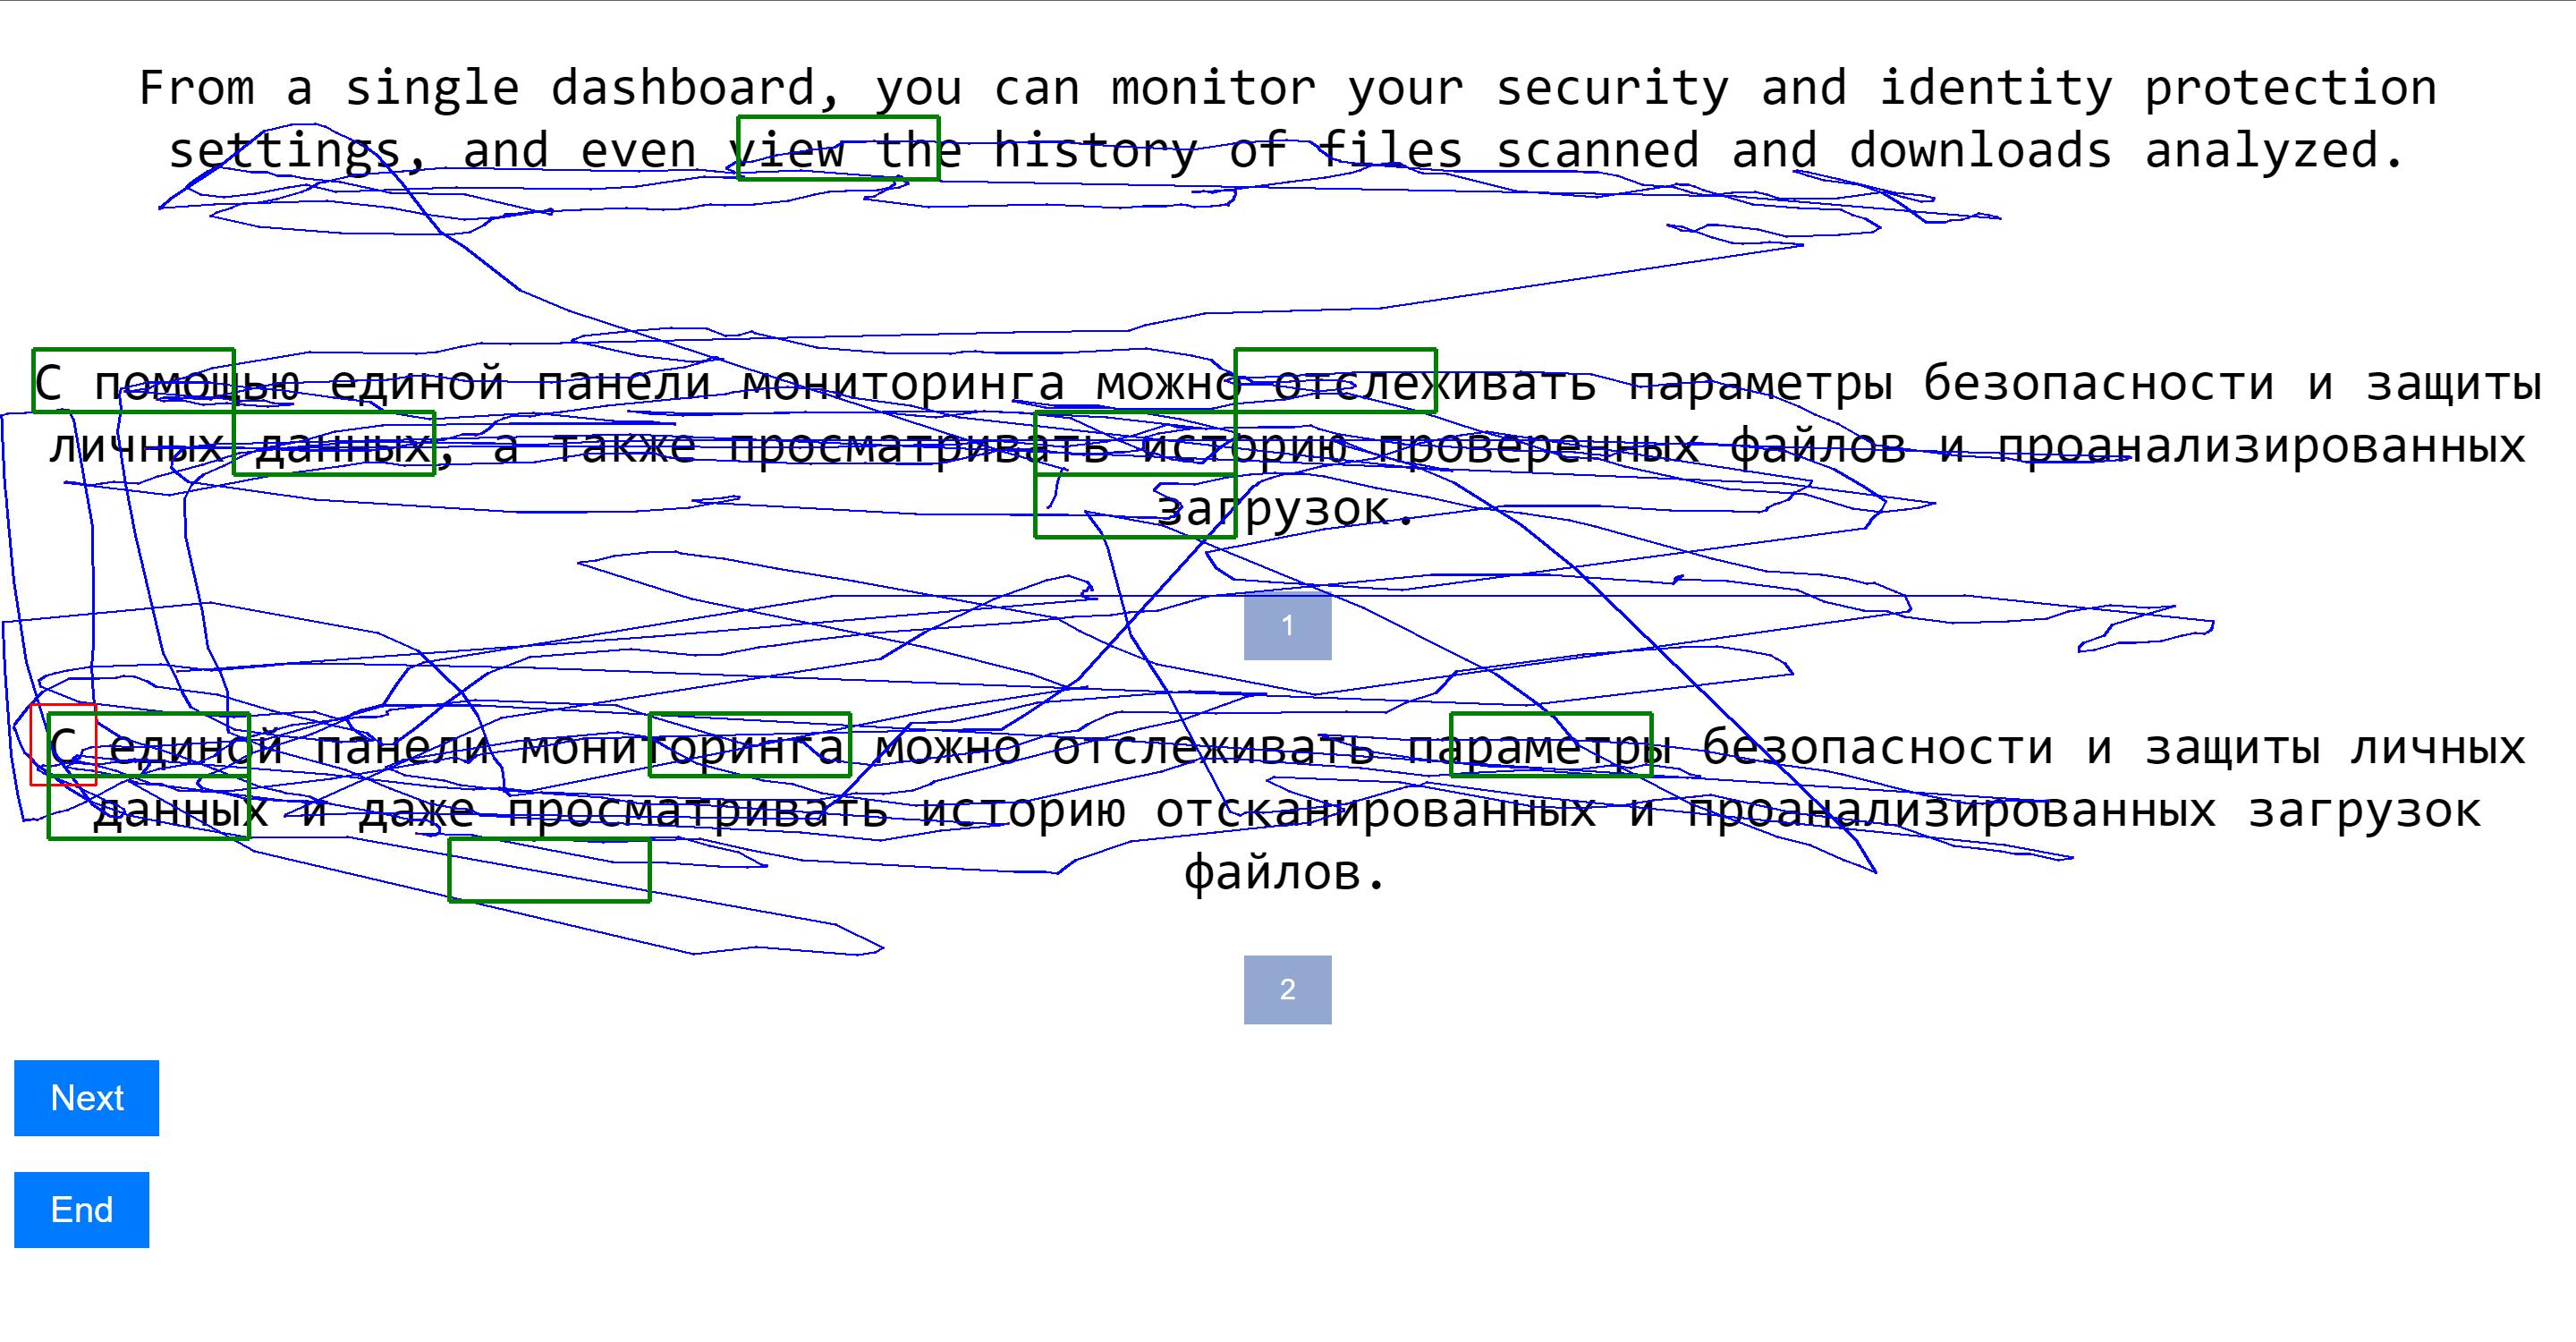 From a single dashboard, you can monitor your security and identity protection
settings, and even view the history of files scanned and downloads analyzed.
С помощью единой панели мониторинга можно отслеживать параметры безопасности и защиты
личных данных, а также просматривать историю проверенных файлов и проанализированных
загрузок.
1
С единой панели мониторинга можно отслеживать параметры безопасности и защиты личных
данных и даже просматривать историю отсканированных и проанализированных загрузок
файлов.
2
Next
End